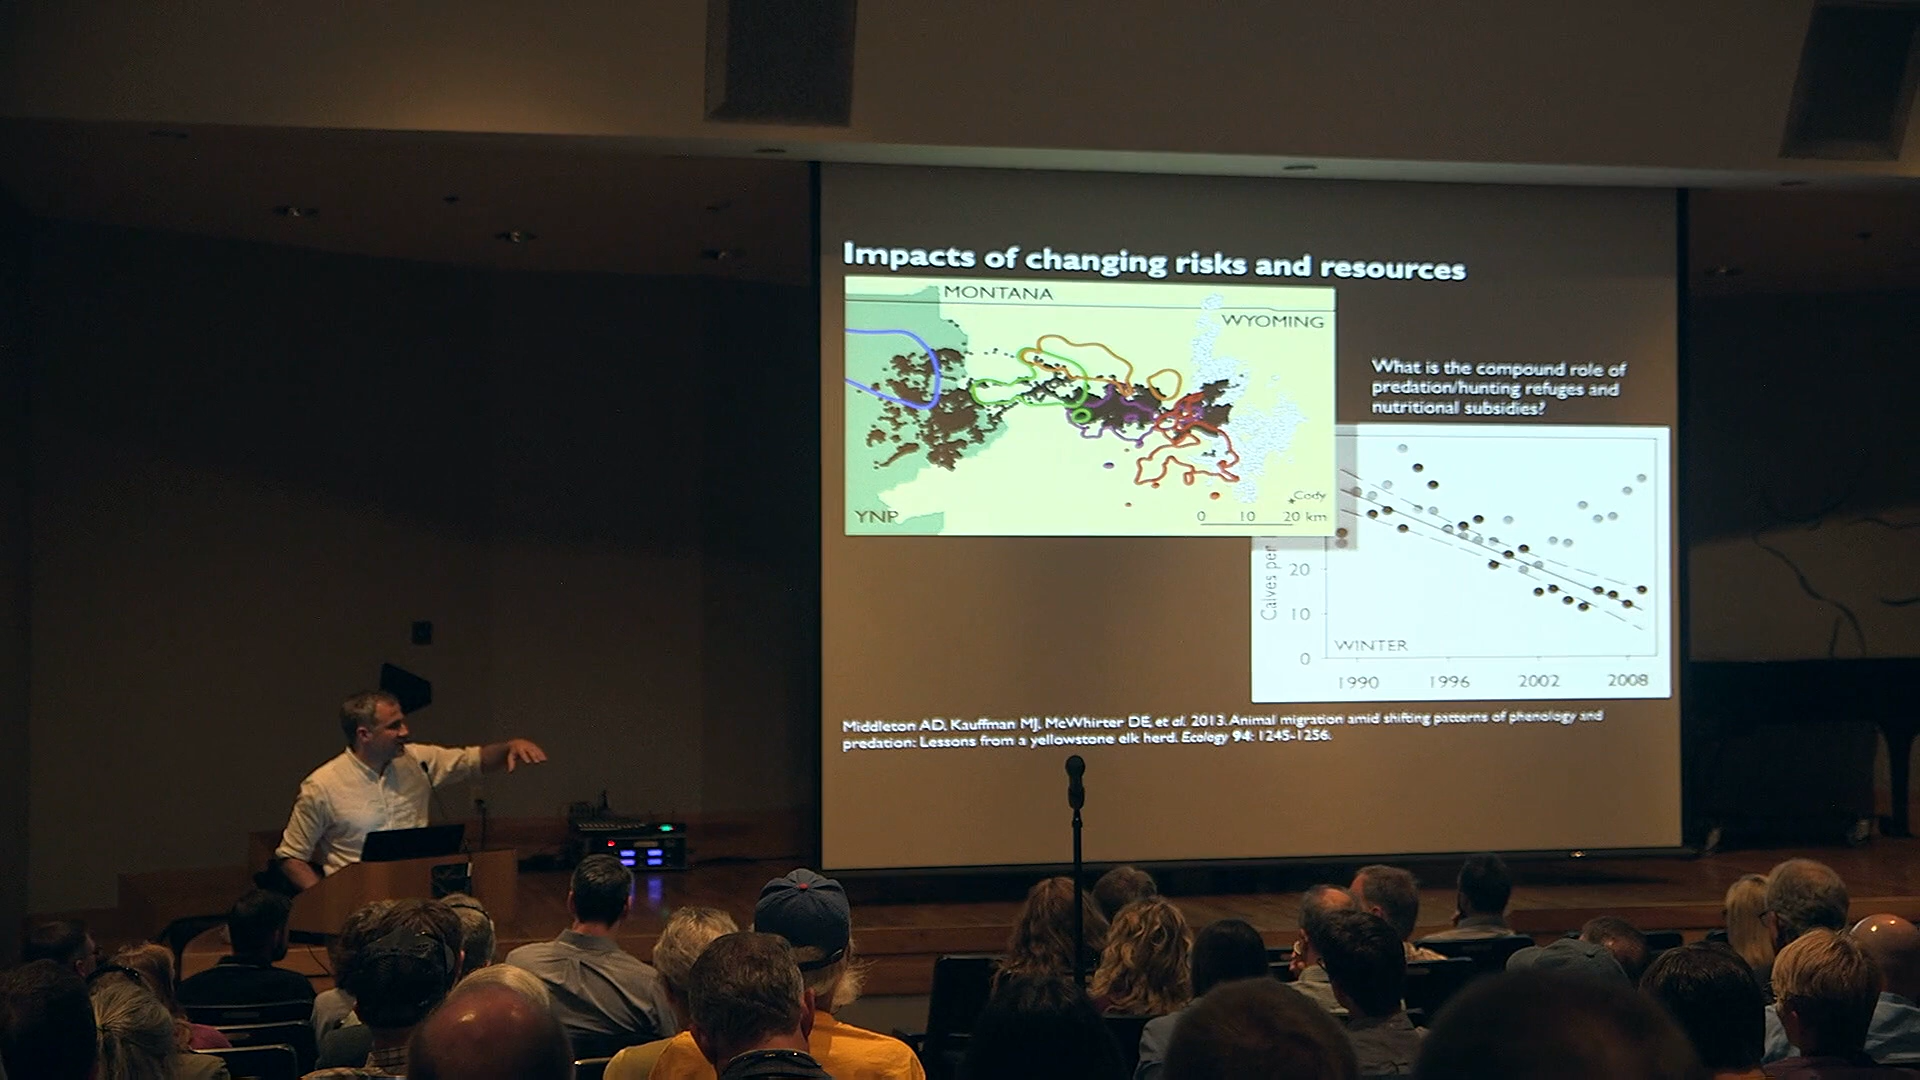 Impacts of changing risks and resources
MONTANA
WYOMING
YNP
Cody
0 10 20 km
What is the compound role of
predation/hunting refuges and
nutritional subsidies?
Calves per
20
10
0
WINTER
1990 1996 2002 2008
Middleton AD, Kauffman MJ, McWhirter DE, et al. 2013. Animal migration amid shifting patterns of phenology and
predation: Lessons from a yellowstone elk herd. Ecology 94: 1245-1256.